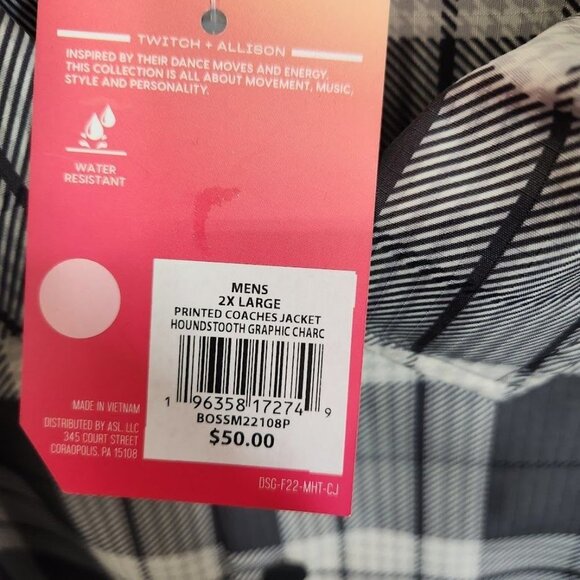 TWITCH + ALLISON
INSPIRED BY THEIR DANCE MOVES AND ENERGY.
THIS COLLECTION IS ALL ABOUT MOVEMENT, MUSIC,
STYLE AND PERSONALITY.
WATER
RESISTANT
MENS
2X LARGE
PRINTED COACHES JACKET
HOUNDSTOOTH GRAPHIC CHARC
1 96358 17274 9
BOSSM22108P
$50.00
MADE IN VIETNAM
DISTRIBUTED BY ASL, LLC
345 COURT STREET
CORAOPOLIS, PA 15108
DSG-F22-MHT-CJ